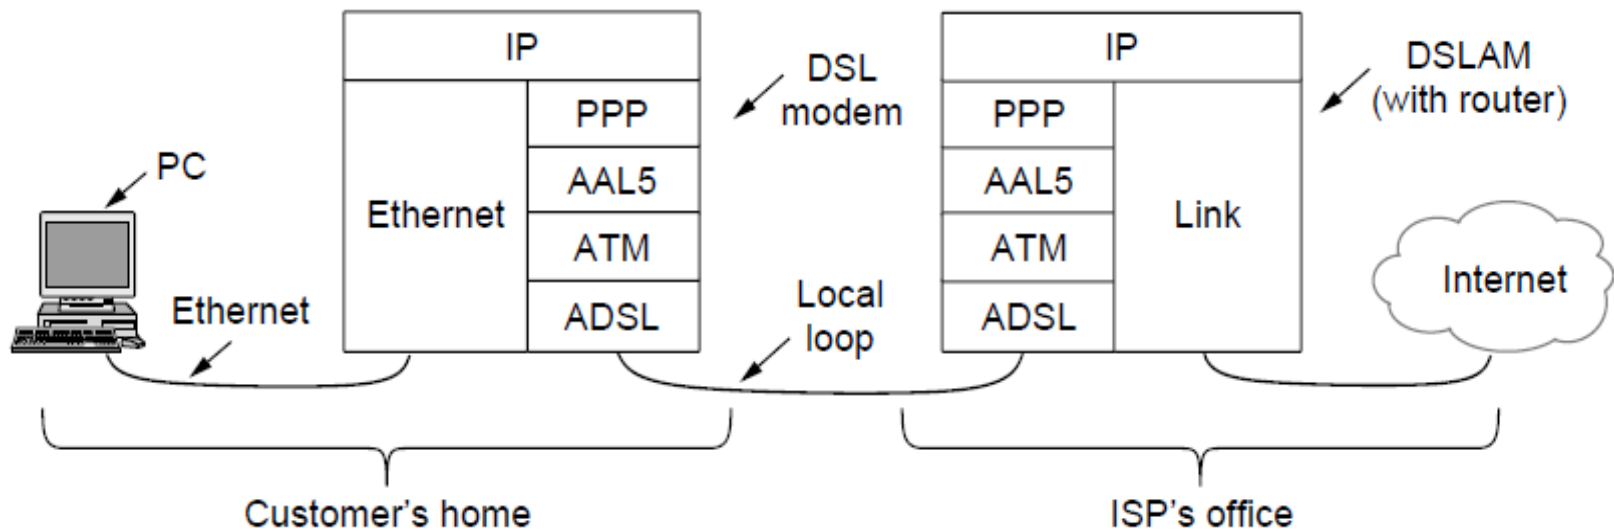 IP
IP
DSL
modem
DSLAM
(with router)
PPP
PPP
PC
AAL5
AAL5
Ethernet
Link
ATM
ATM
Internet
Ethernet
ADSL
Local
loop
ADSL
Customer's home
ISP's office